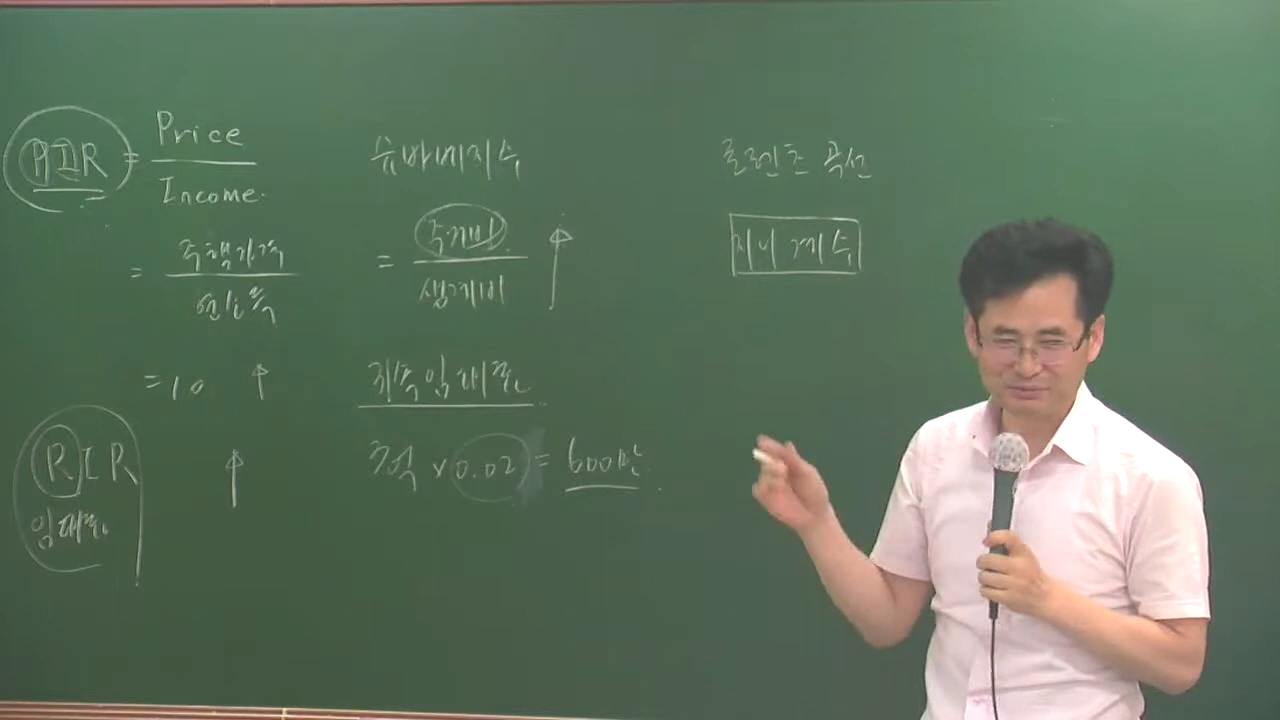 PIR = Price
Income
= 주택가격
연소득
= 10 ↑
RIR ↑
임대료
슈바베지수
= 주거비 ↑
생계비
귀속임대료
3억 × 0.02 = 600만
로렌츠 곡선
지니 계수